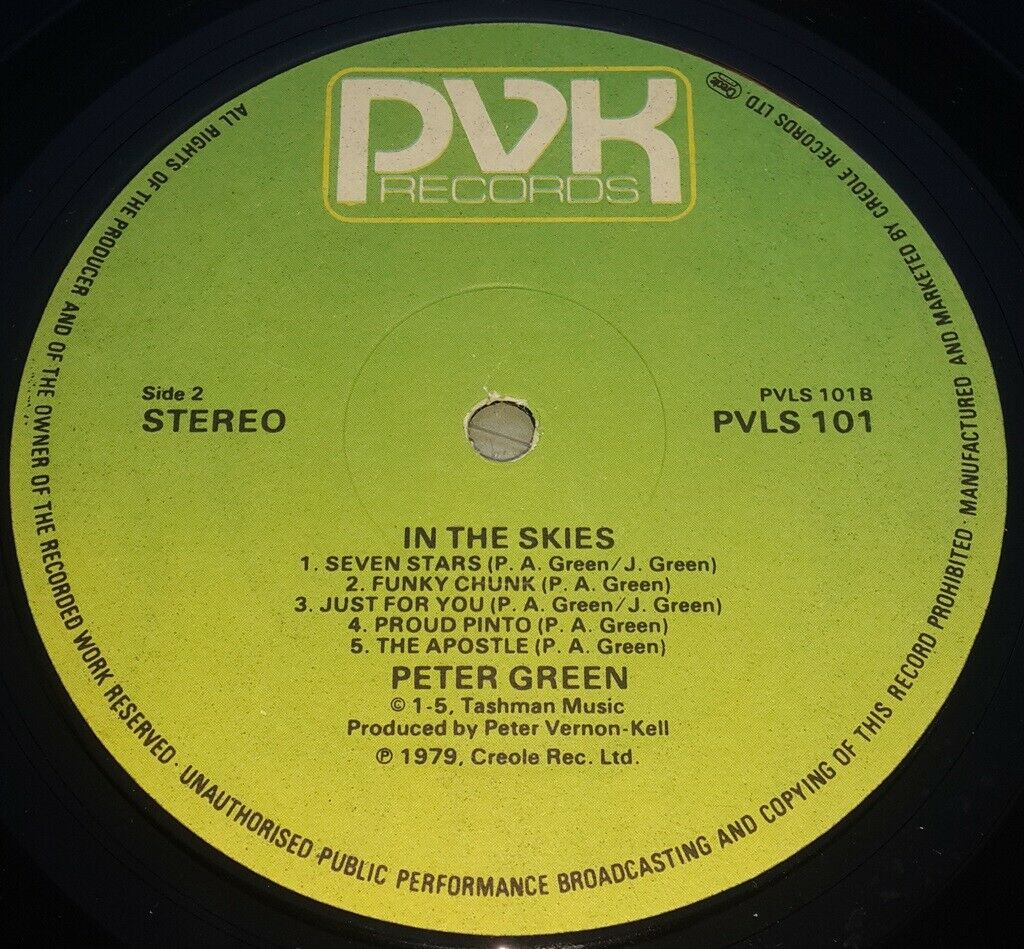 PVK
RECORDS
Side 2
STEREO
PVLS 101B
PVLS 101
IN THE SKIES
1. SEVEN STARS (P. A. Green/J. Green)
2. FUNKY CHUNK (P. A. Green)
3. JUST FOR YOU (P. A. Green/J. Green)
4. PROUD PINTO (P. A. Green)
5. THE APOSTLE (P. A. Green)
PETER GREEN
© 1-5, Tashman Music
Produced by Peter Vernon-Kell
℗ 1979, Creole Rec. Ltd.
ALL RIGHTS OF THE PRODUCER AND OF THE OWNER OF THE RECORDED WORK RESERVED · UNAUTHORISED PUBLIC PERFORMANCE BROADCASTING AND COPYING OF THIS RECORD PROHIBITED · MANUFACTURED AND MARKETED BY CREOLE RECORDS LTD.
Creole